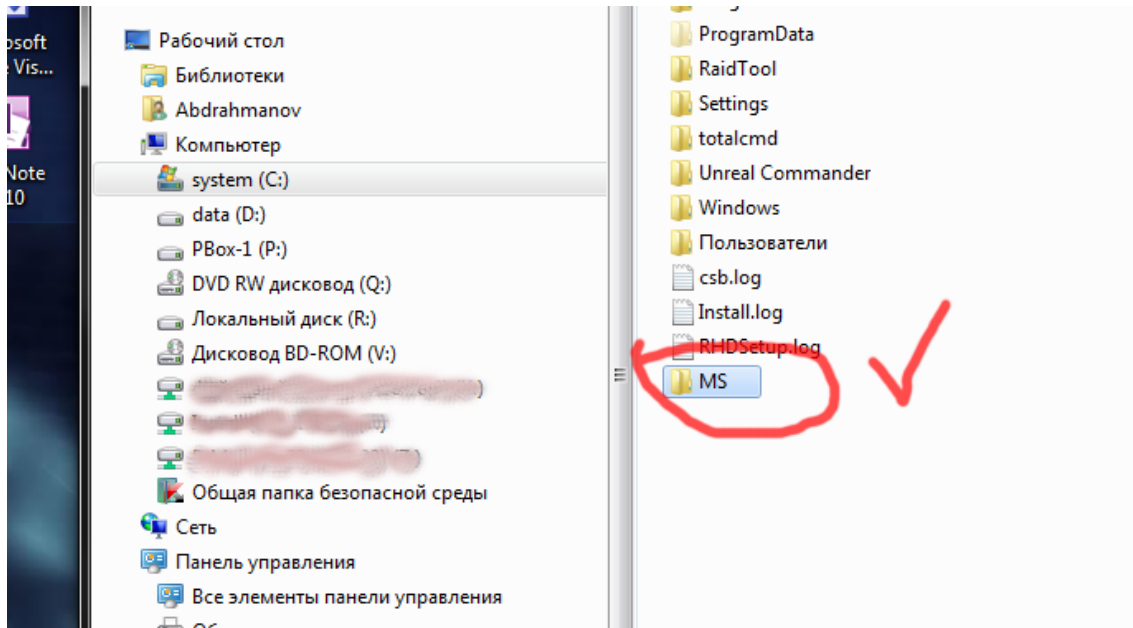 osoft
Vis...
Note
10
Рабочий стол
Библиотеки
Abdrahmanov
Компьютер
system (C:)
data (D:)
PBox-1 (P:)
DVD RW дисковод (Q:)
Локальный диск (R:)
Дисковод BD-ROM (V:)
Общая папка безопасной среды
Сеть
Панель управления
Все элементы панели управления
ProgramData
RaidTool
Settings
totalcmd
Unreal Commander
Windows
Пользователи
csb.log
Install.log
RHDSetup.log
MS